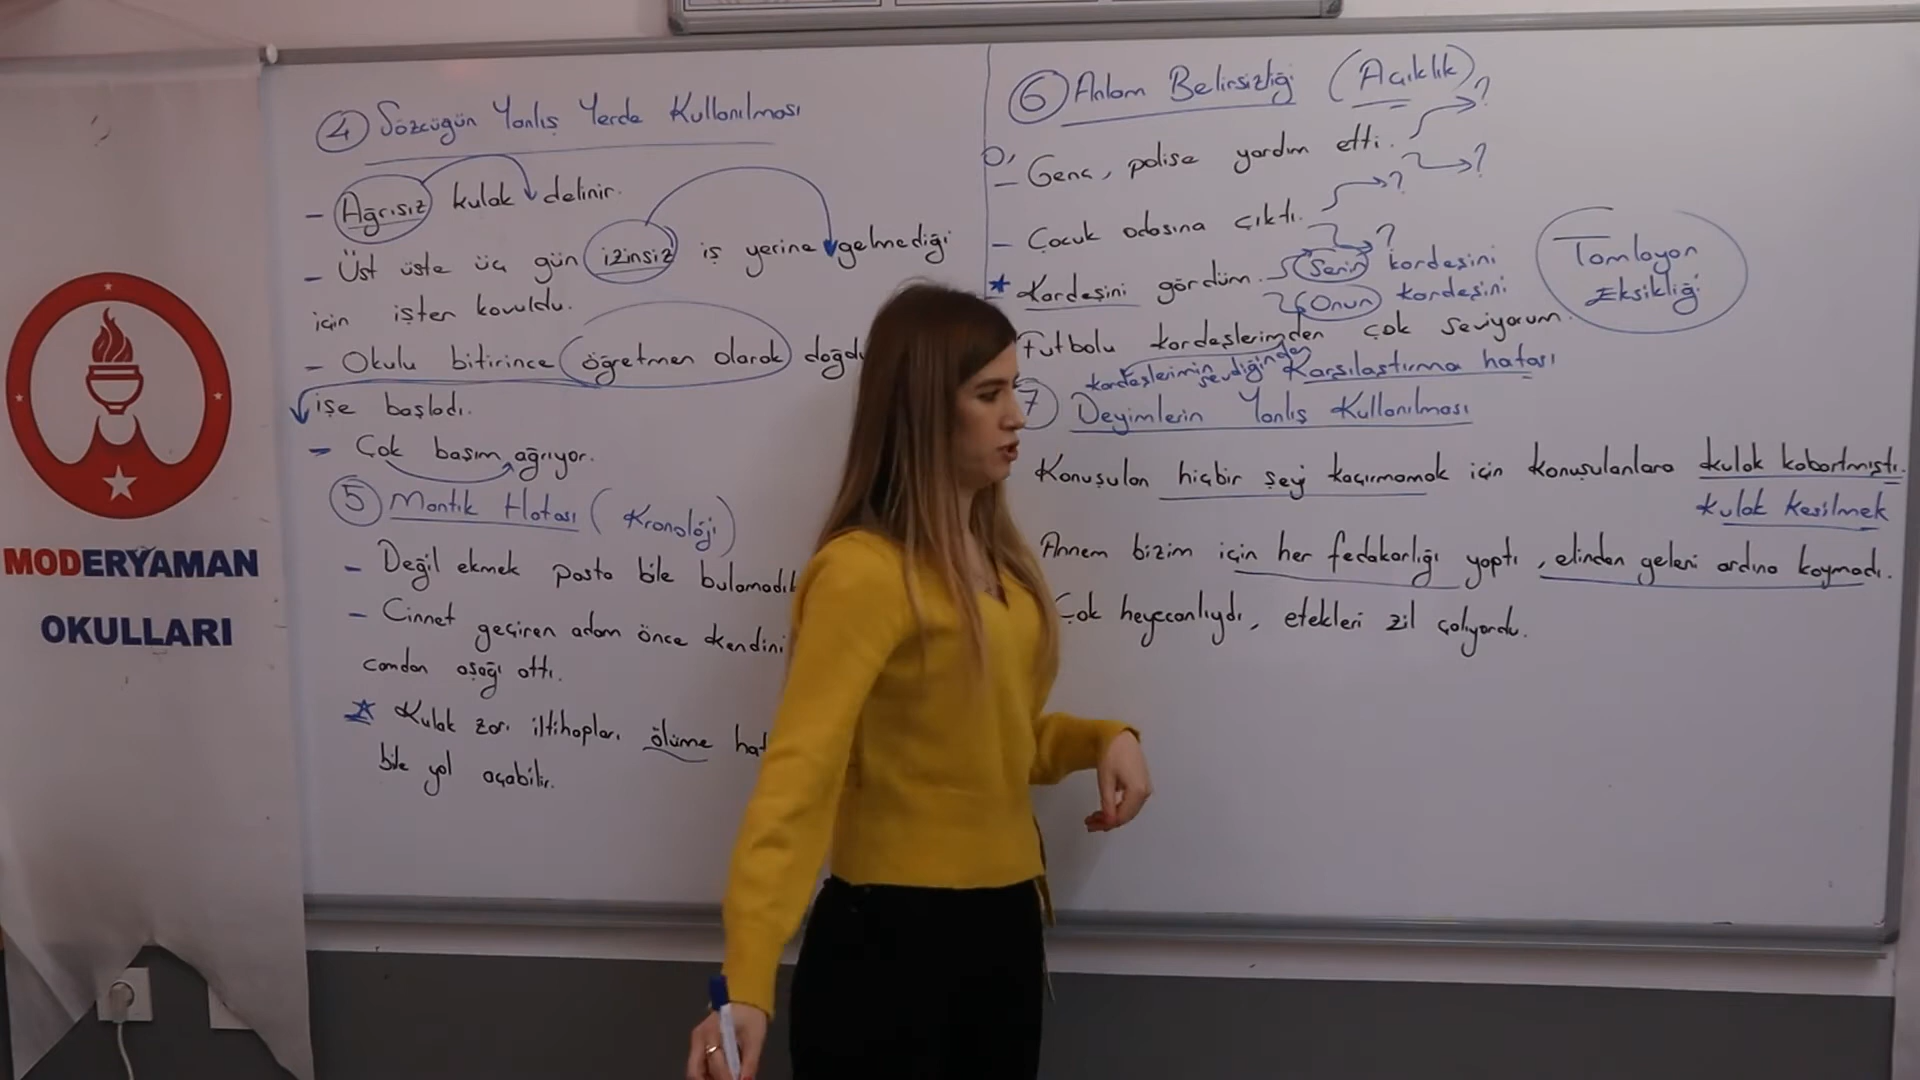 MODERYAMAN
OKULLARI
④ Sözcüğün Yanlış Yerde Kullanılması
- Ağrısız kulak delinir.
- Üst üste üç gün izinsiz iş yerine gelmediği
için işten kovuldu.
- Okulu bitirince öğretmen olarak doğdu
işe başladı.
- Çok başım ağrıyor.
⑤ Mantık Hatası (Kronoloji)
- Değil ekmek pasta bile bulamadık
- Cinnet geçiren adam önce kendini
camdan aşağı attı.
* Kulak zarı iltihapları ölüme hat
bile yol açabilir.
⑥ Anlam Belirsizliği (Açıklık)
O,
- Genç, polise yardım etti. ?
?
- Çocuk odasına çıktı. ?
?
* Kardeşini gördüm. Senin kardeşini
Onun kardeşini
Tamlayan
Eksikliği
Futbolu kardeşlerimden çok seviyorum.
kardeşlerimin sevdiğinden
Karşılaştırma hatası
7 Deyimlerin Yanlış Kullanılması
Konuşulan hiçbir şeyi kaçırmamak için konuşulanlara kulak kabartmıştı.
kulak kesilmek
Annem bizim için her fedakarlığı yaptı, elinden geleni ardına koymadı.
Çok heyecanlıydı, etekleri zil çalıyordu.